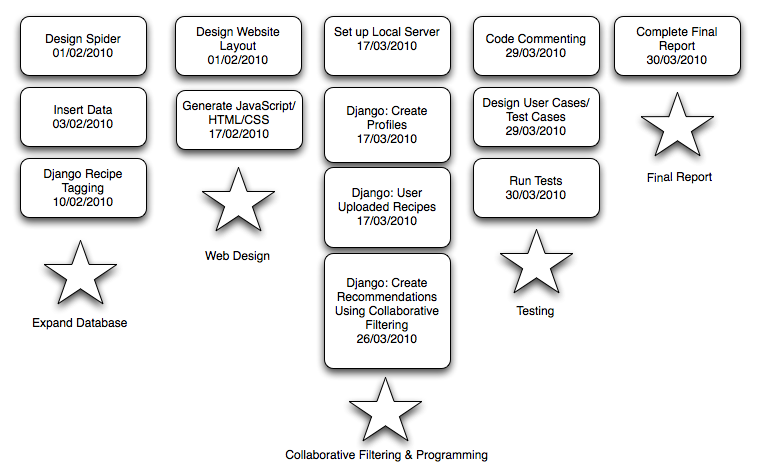 Design Spider
01/02/2010
Insert Data
03/02/2010
Django Recipe
Tagging
10/02/2010
Expand Database
Design Website
Layout
01/02/2010
Generate JavaScript/
HTML/CSS
17/02/2010
Web Design
Set up Local Server
17/03/2010
Django: Create
Profiles
17/03/2010
Django: User
Uploaded Recipes
17/03/2010
Django: Create
Recommendations
Using Collaborative
Filtering
26/03/2010
Collaborative Filtering & Programming
Code Commenting
29/03/2010
Design User Cases/
Test Cases
29/03/2010
Run Tests
30/03/2010
Testing
Complete Final
Report
30/03/2010
Final Report